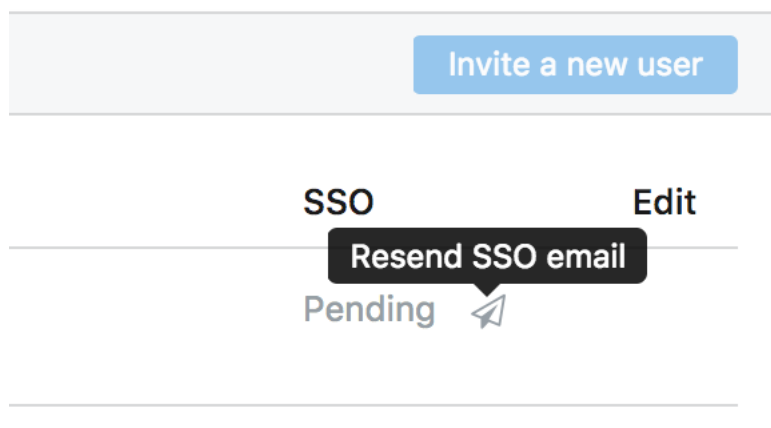 Invite a new user
SSO Edit
Resend SSO email
Pending